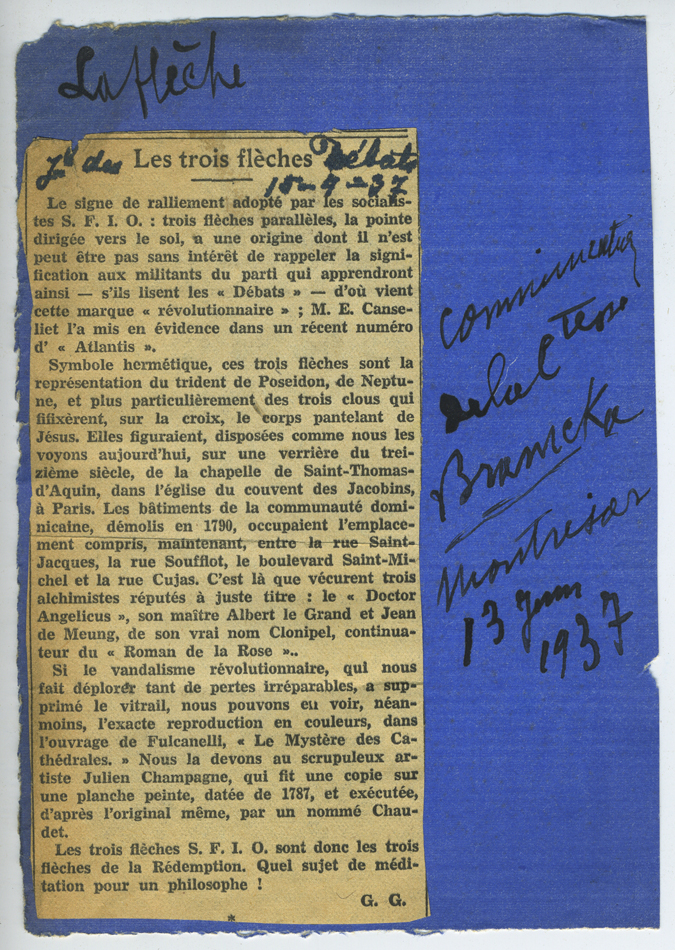 La flèche
Jl des Les trois flèches Débats
18-9-37
Le signe de ralliement adopté par les socialis-
tes S. F. I. O. : trois flèches parallèles, la pointe
dirigée vers le sol, a une origine dont il n'est
peut être pas sans intérêt de rappeler la signi-
fication aux militants du parti qui apprendront
ainsi — s'ils lisent les « Débats » — d'où vient
cette marque « révolutionnaire » ; M. E. Canse-
liet l'a mis en évidence dans un récent numéro
d' « Atlantis ».
Symbole hermétique, ces trois flèches sont la
représentation du trident de Poseidon, de Neptu-
ne, et plus particulièrement des trois clous qui
fifixèrent, sur la croix, le corps pantelant de
Jésus. Elles figuraient, disposées comme nous les
voyons aujourd'hui, sur une verrière du trei-
zième siècle, de la chapelle de Saint-Thomas-
d'Aquin, dans l'église du couvent des Jacobins,
à Paris. Les bâtiments de la communauté domi-
nicaine, démolis en 1790, occupaient l'emplace-
ment compris, maintenant, entre la rue Saint-
Jacques, la rue Soufflot, le boulevard Saint-Mi-
chel et la rue Cujas. C'est là que vécurent trois
alchimistes réputés à juste titre : le « Doctor
Angelicus », son maître Albert le Grand et Jean
de Meung, de son vrai nom Clonipel, continua-
teur du « Roman de la Rose »..
Si le vandalisme révolutionnaire, qui nous
fait déplorer tant de pertes irréparables, a sup-
primé le vitrail, nous pouvons eu voir, néan-
moins, l'exacte reproduction en couleurs, dans
l'ouvrage de Fulcanelli, « Le Mystère des Ca-
thédrales. » Nous la devons au scrupuleux ar-
tiste Julien Champagne, qui fit une copie sur
une planche peinte, datée de 1787, et exécutée,
d'après l'original même, par un nommé Chau-
det.
Les trois flèches S. F. I. O. sont donc les trois
flèches de la Rédemption. Quel sujet de médi-
tation pour un philosophe !
G. G.
*
de la Ctesse
Branicka
Montresor
13 Juin
1937